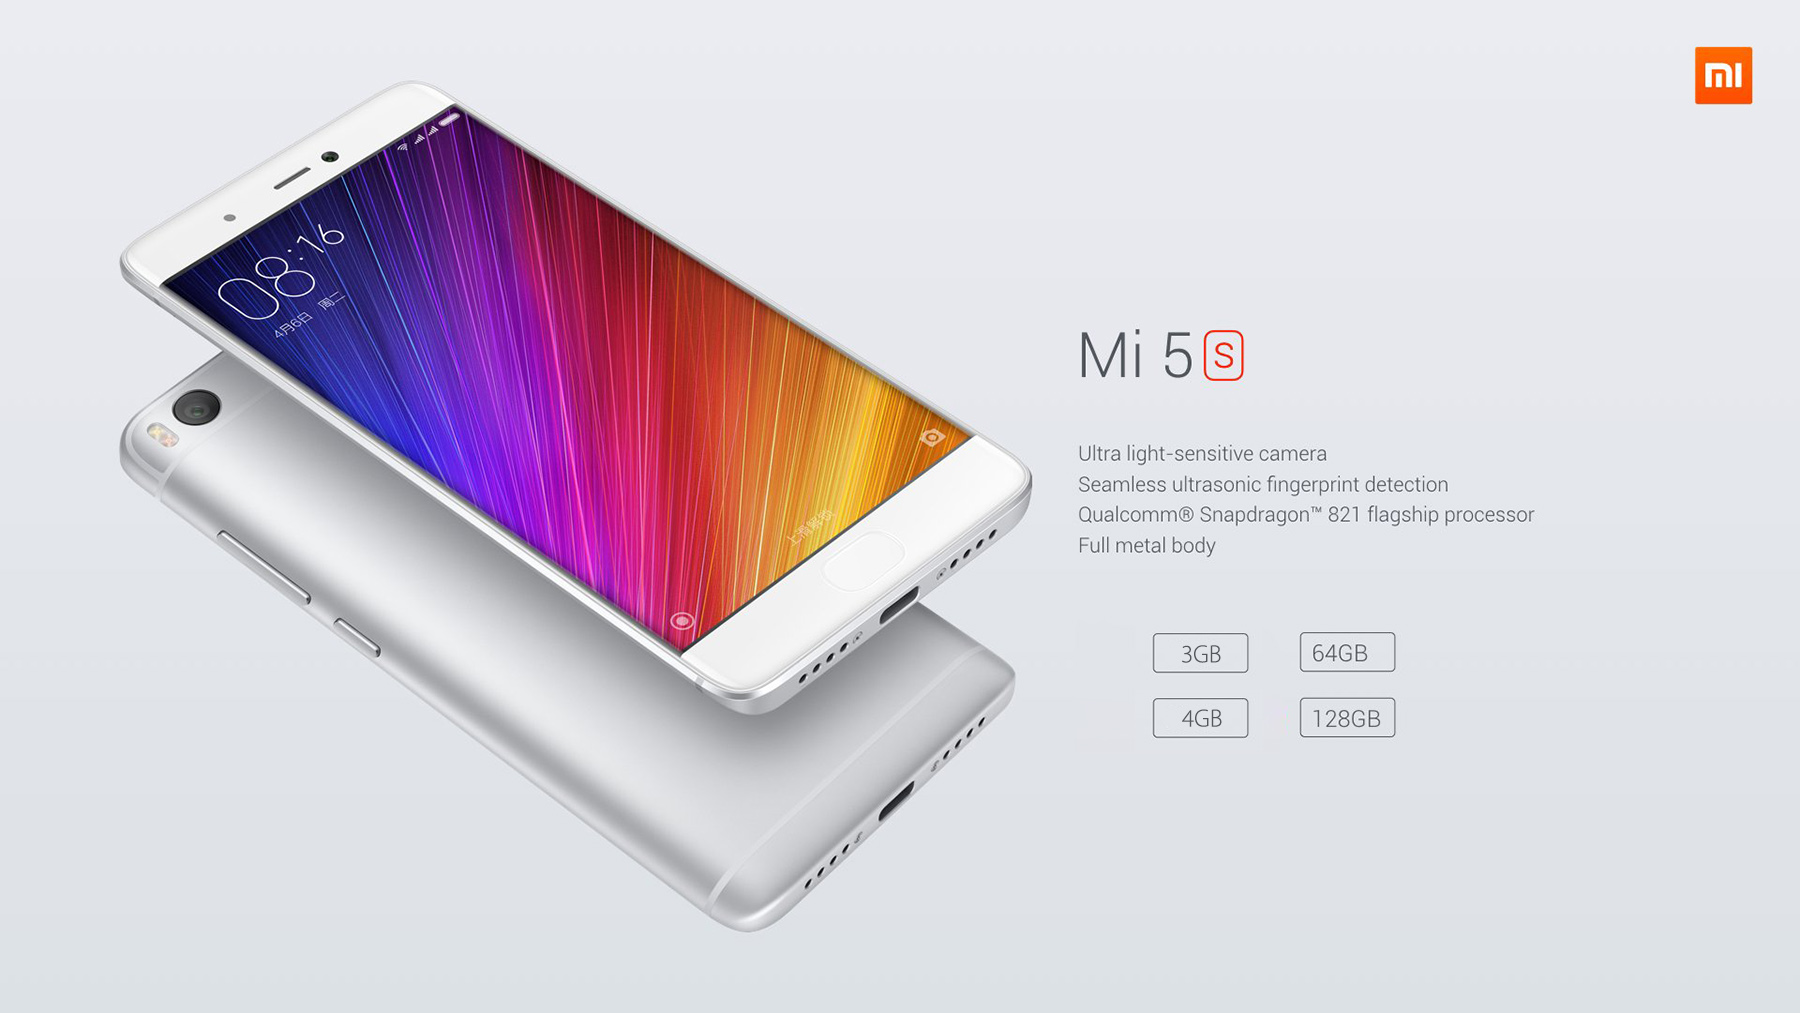 mi
08:16
4月6日 周二
Mi 5 S
Ultra light-sensitive camera
Seamless ultrasonic fingerprint detection
Qualcomm® Snapdragon™ 821 flagship processor
Full metal body
3GB 64GB
4GB 128GB